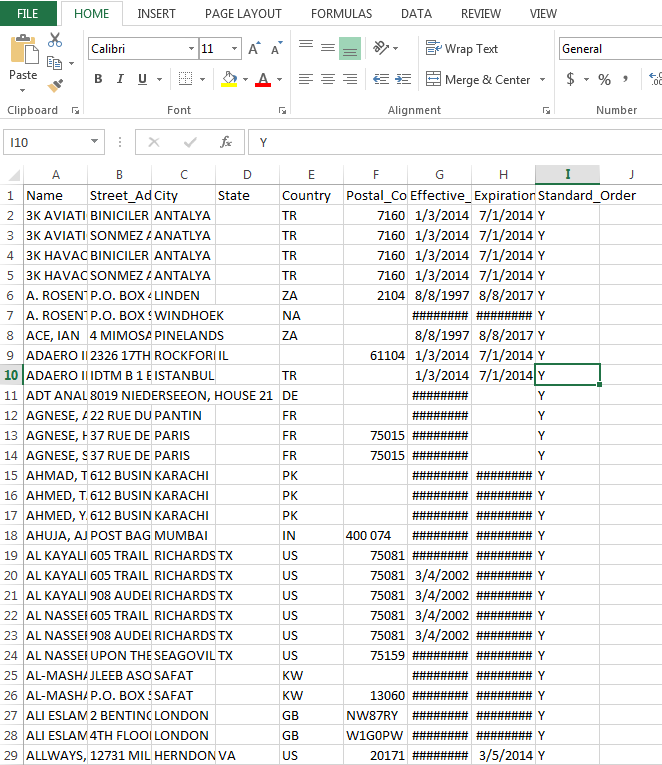 FILE HOME INSERT PAGE LAYOUT FORMULAS DATA REVIEW VIEW
Calibri 11 A A Wrap Text General
Paste B I U A Merge & Center $ % , .00
Clipboard Font Alignment Number
I10 fx Y
A B C D E F G H I J
1 Name Street_Ad City State Country Postal_Co Effective_ Expiration Standard_Order
2 3K AVIATI BINICILER ANTALYA TR 7160 1/3/2014 7/1/2014 Y
3 3K AVIATI SONMEZ A ANATLYA TR 7160 1/3/2014 7/1/2014 Y
4 3K HAVAC BINICILER ANTALYA TR 7160 1/3/2014 7/1/2014 Y
5 3K HAVAC SONMEZ A ANTALYA TR 7160 1/3/2014 7/1/2014 Y
6 A. ROSENT P.O. BOX 4 LINDEN ZA 2104 8/8/1997 8/8/2017 Y
7 A. ROSENT P.O. BOX 9 WINDHOEK NA ######## ######## Y
8 ACE, IAN 4 MIMOSA PINELANDS ZA 8/8/1997 8/8/2017 Y
9 ADAERO II 2326 17TH ROCKFORI IL 61104 1/3/2014 7/1/2014 Y
10 ADAERO II IDTM B 1 E ISTANBUL TR 1/3/2014 7/1/2014 Y
11 ADT ANAL 8019 NIEDERSEEON, HOUSE 21 DE ######## Y
12 AGNESE, A 22 RUE DU PANTIN FR ######## Y
13 AGNESE, H 37 RUE DE PARIS FR 75015 ######## Y
14 AGNESE, S 37 RUE DE PARIS FR 75015 ######## Y
15 AHMAD, T 612 BUSIN KARACHI PK ######## ######## Y
16 AHMED, T. 612 BUSIN KARACHI PK ######## ######## Y
17 AHMED, Y. 612 BUSIN KARACHI PK ######## ######## Y
18 AHUJA, AJ POST BAG MUMBAI IN 400 074 ######## ######## Y
19 AL KAYALI 605 TRAIL RICHARDS TX US 75081 ######## ######## Y
20 AL KAYALI 605 TRAIL RICHARDS TX US 75081 3/4/2002 ######## Y
21 AL KAYALI 908 AUDEL RICHARDS TX US 75081 3/4/2002 ######## Y
22 AL NASSER 605 TRAIL RICHARDS TX US 75081 3/4/2002 ######## Y
23 AL NASSER 908 AUDEL RICHARDS TX US 75081 3/4/2002 ######## Y
24 AL NASSER UPON THE SEAGOVIL TX US 75159 ######## ######## Y
25 AL-MASHA JLEEB ASO SAFAT KW ######## ######## Y
26 AL-MASHA P.O. BOX S SAFAT KW 13060 ######## ######## Y
27 ALI ESLAM 2 BENTINC LONDON GB NW87RY ######## ######## Y
28 ALI ESLAM 4TH FLOOI LONDON GB W1G0PW ######## ######## Y
29 ALLWAYS, 12731 MIL HERNDON VA US 20171 ######## 3/5/2014 Y